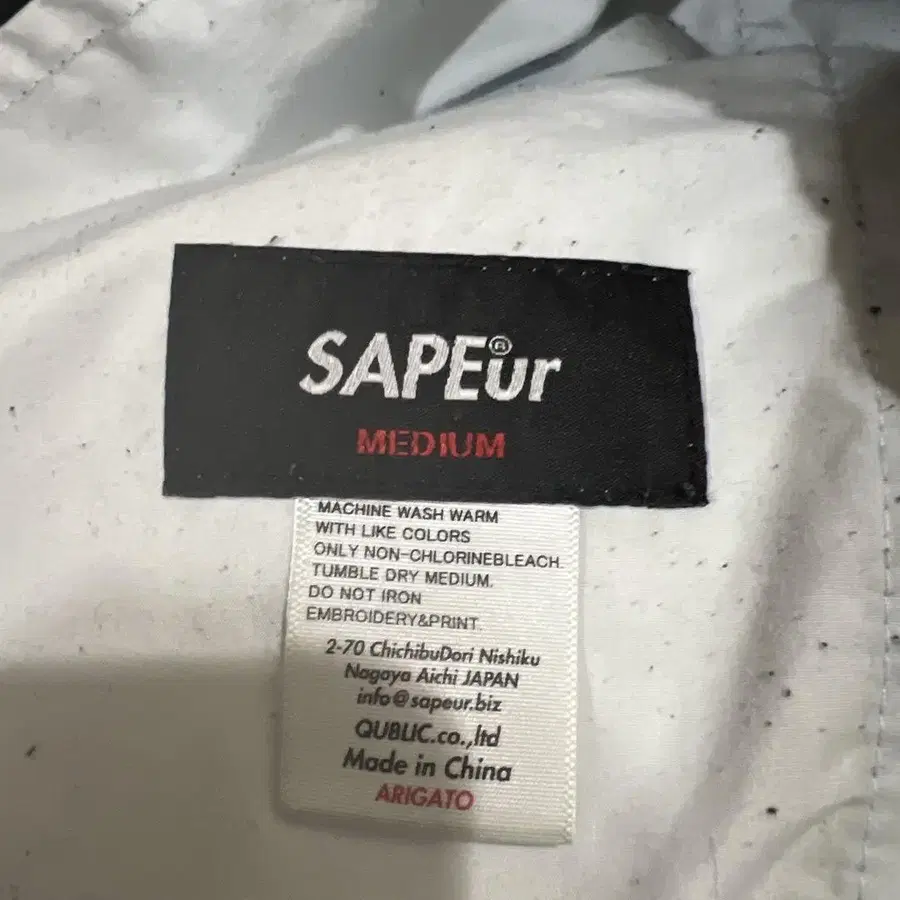 SAPEur®
MEDIUM
MACHINE WASH WARM
WITH LIKE COLORS
ONLY NON-CHLORINEBLEACH.
TUMBLE DRY MEDIUM.
DO NOT IRON
EMBROIDERY&PRINT.
2-70 ChichibuDori Nishiku
Nagoya Aichi JAPAN
info@sapeur.biz
QUBLIC.co.,ltd
Made in China
ARIGATO